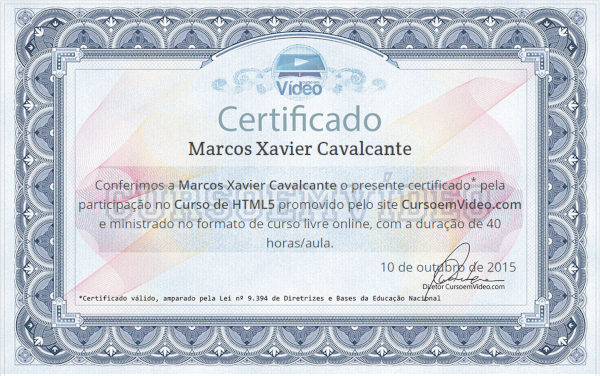 Vídeo
Certificado
Marcos Xavier Cavalcante
CURSOEMVÍDEO
Conferimos a Marcos Xavier Cavalcante o presente certificado* pela
participação no Curso de HTML5 promovido pelo site CursoemVideo.com
e ministrado no formato de curso livre online, com a duração de 40
horas/aula.
10 de outubro de 2015
Diretor CursoemVideo.com
*Certificado válido, amparado pela Lei nº 9.394 de Diretrizes e Bases da Educação Nacional